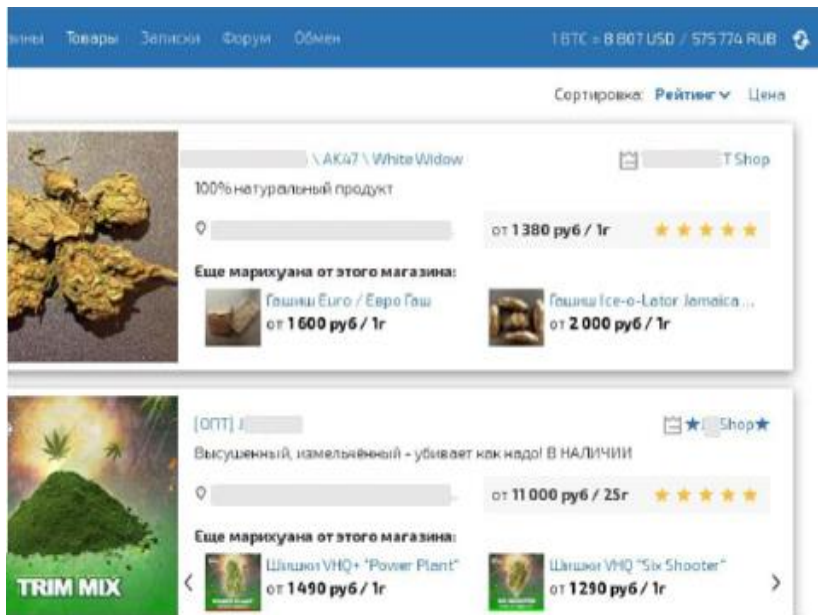 Товары Записки Форум Обмен 1 BTC = 8 807 USD / 575 774 RUB
Сортировка: Рейтинг Цена
\ AK47 \ White Widow T Shop
100% натуральный продукт
от 1 380 руб / 1г
Еще марихуана от этого магазина:
Гашиш Euro / Евро Гаш
от 1 600 руб / 1г
Гашиш Ice-o-Lator Jamaica ...
от 2 000 руб / 1г
[ОПТ] J Shop
Высушенный, измельчённый - убивает как надо! В НАЛИЧИИ
от 11 000 руб / 25г
Еще марихуана от этого магазина:
Шишки VHQ+ "Power Plant"
от 1 490 руб / 1г
Шишки VHQ "Six Shooter"
от 1 290 руб / 1г
TRIM MIX